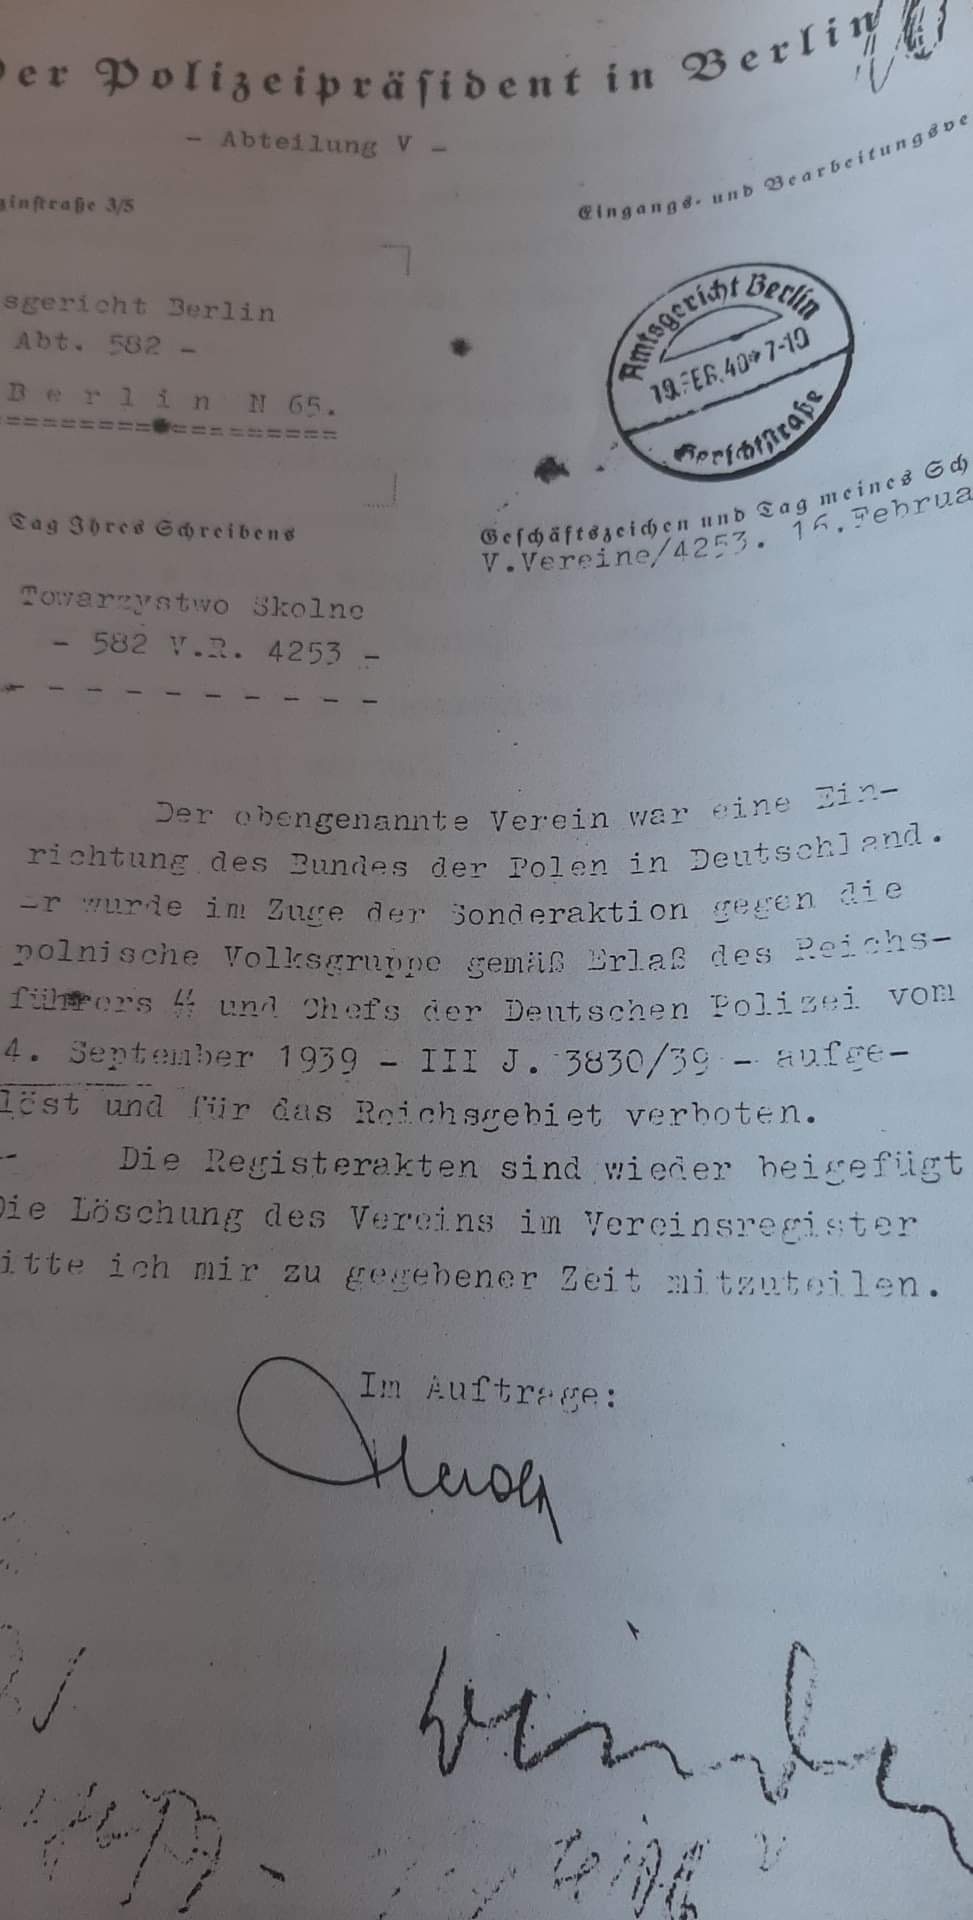 Der Polizeipräsident in Berlin
- Abteilung V -
ginstraße 3/5
Eingangs- und Bearbeitungsve
sgericht Berlin
Abt. 582 -
Berlin N 65.
Amtsgericht Berlin
19.FEB.40*7-10
Gerichtstraße
Tag Ihres Schreibens
Geschäftszeichen und Tag meines Sch
V.Vereine/4253. 16.Februa
Towarzystwo Skolne
- 582 V.R. 4253 -
Der obengenannte Verein war eine Ein-
richtung des Bundes der Polen in Deutschland.
Er wurde im Zuge der Sonderaktion gegen die
polnische Volksgruppe gemäß Erlaß des Reichs-
führers SS und Chefs der Deutschen Polizei vom
4. September 1939 - III J. 3830/39 - aufge-
löst und für das Reichsgebiet verboten.
Die Registerakten sind wieder beigefügt
Die Löschung des Vereins im Vereinsregister
itte ich mir zu gegebener Zeit mitzuteilen.
Im Auftrage: